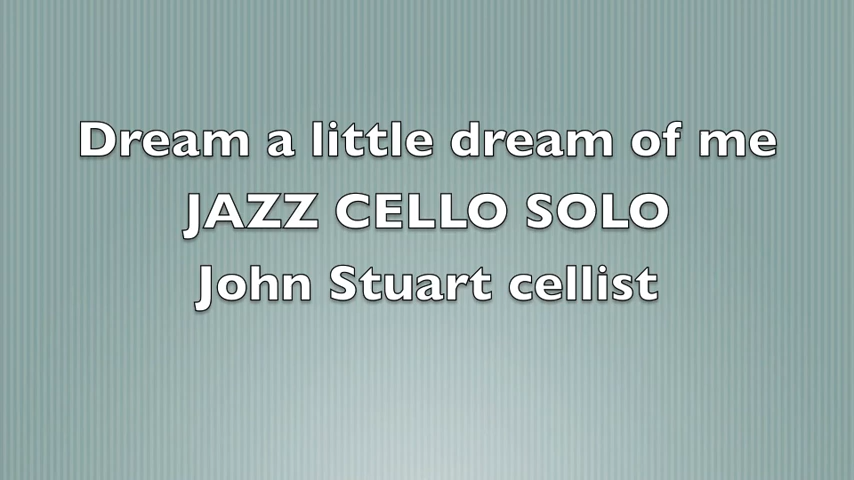 Dream a little dream of me
JAZZ CELLO SOLO
John Stuart cellist